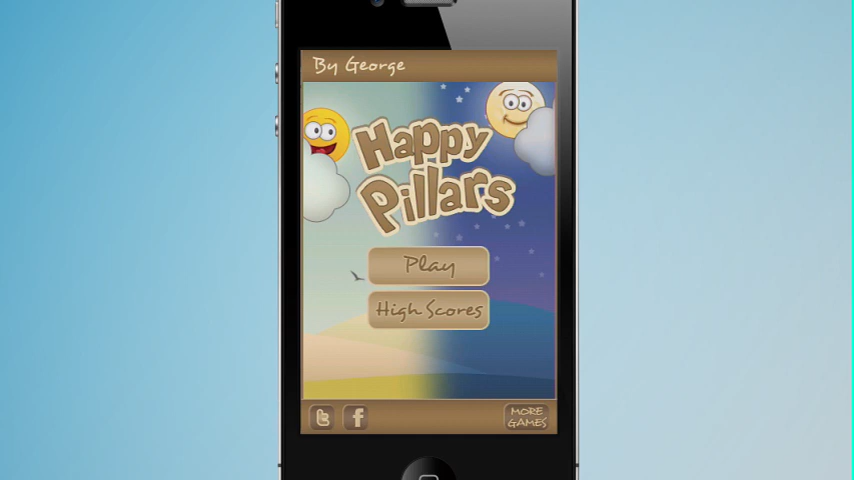 By George
Happy
Pillars
Play
High Scores
MORE
GAMES